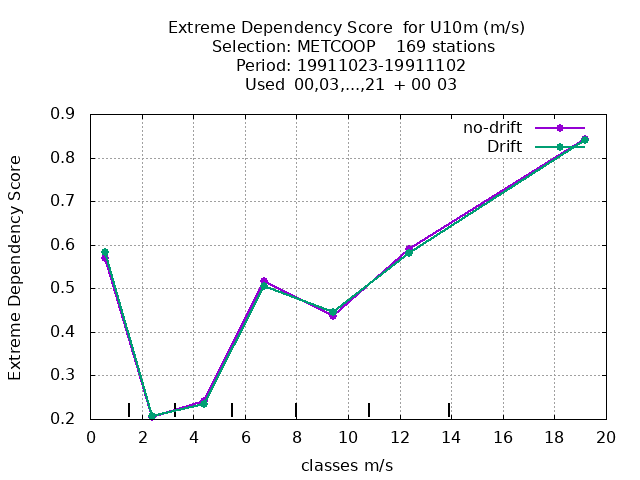 Extreme Dependency Score for U10m (m/s)
Selection: METCOOP 169 stations
Period: 19911023-19911102
Used 00,03,...,21 + 00 03
no-drift
Drift
Extreme Dependency Score
0.9
0.8
0.7
0.6
0.5
0.4
0.3
0.2
0 2 4 6 8 10 12 14 16 18 20
classes m/s